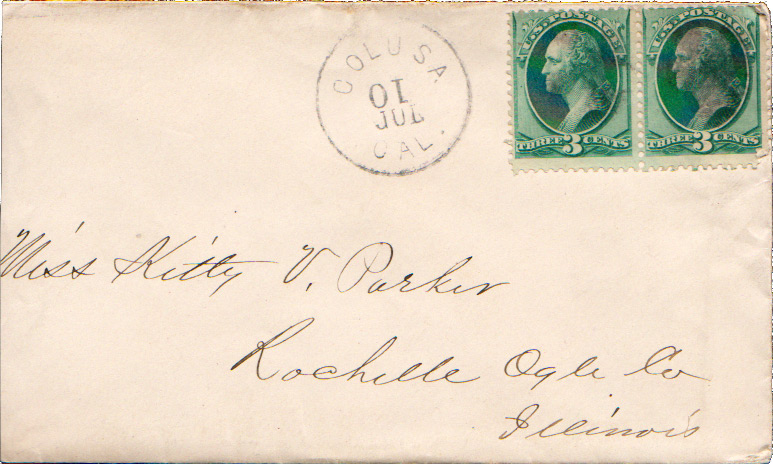 COLUSA
10
JUL
CAL.
U.S. POSTAGE
THREE 3 CENTS
U.S. POSTAGE
THREE 3 CENTS
Miss Kitty V. Parker
Rochelle Ogle Co
Illinois